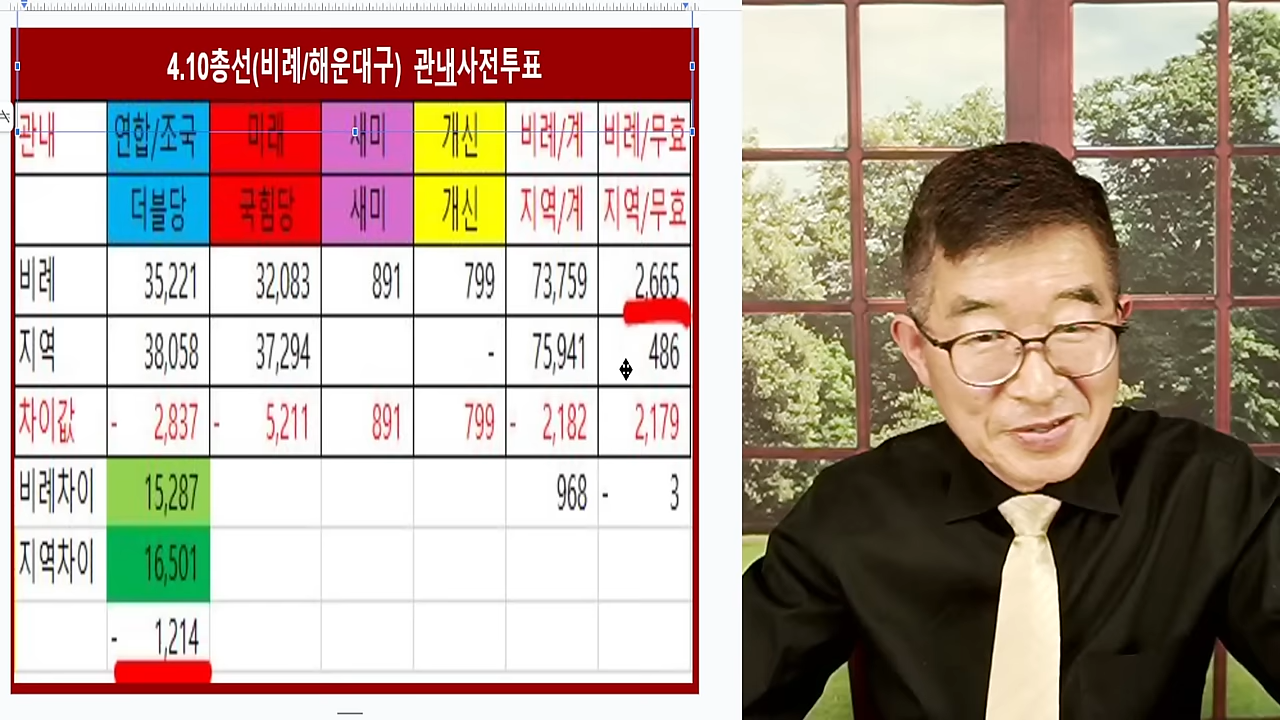 4.10총선(비례/해운대구) 관내사전투표
관내 연합/조국 미래 새미 개신 비례/계 비례/무효
더블당 국힘당 새미 개신 지역/계 지역/무효
비례 35,221 32,083 891 799 73,759 2,665
지역 38,058 37,294 - 75,941 486
차이값 - 2,837 - 5,211 891 799 - 2,182 2,179
비례차이 15,287 968 - 3
지역차이 16,501
- 1,214